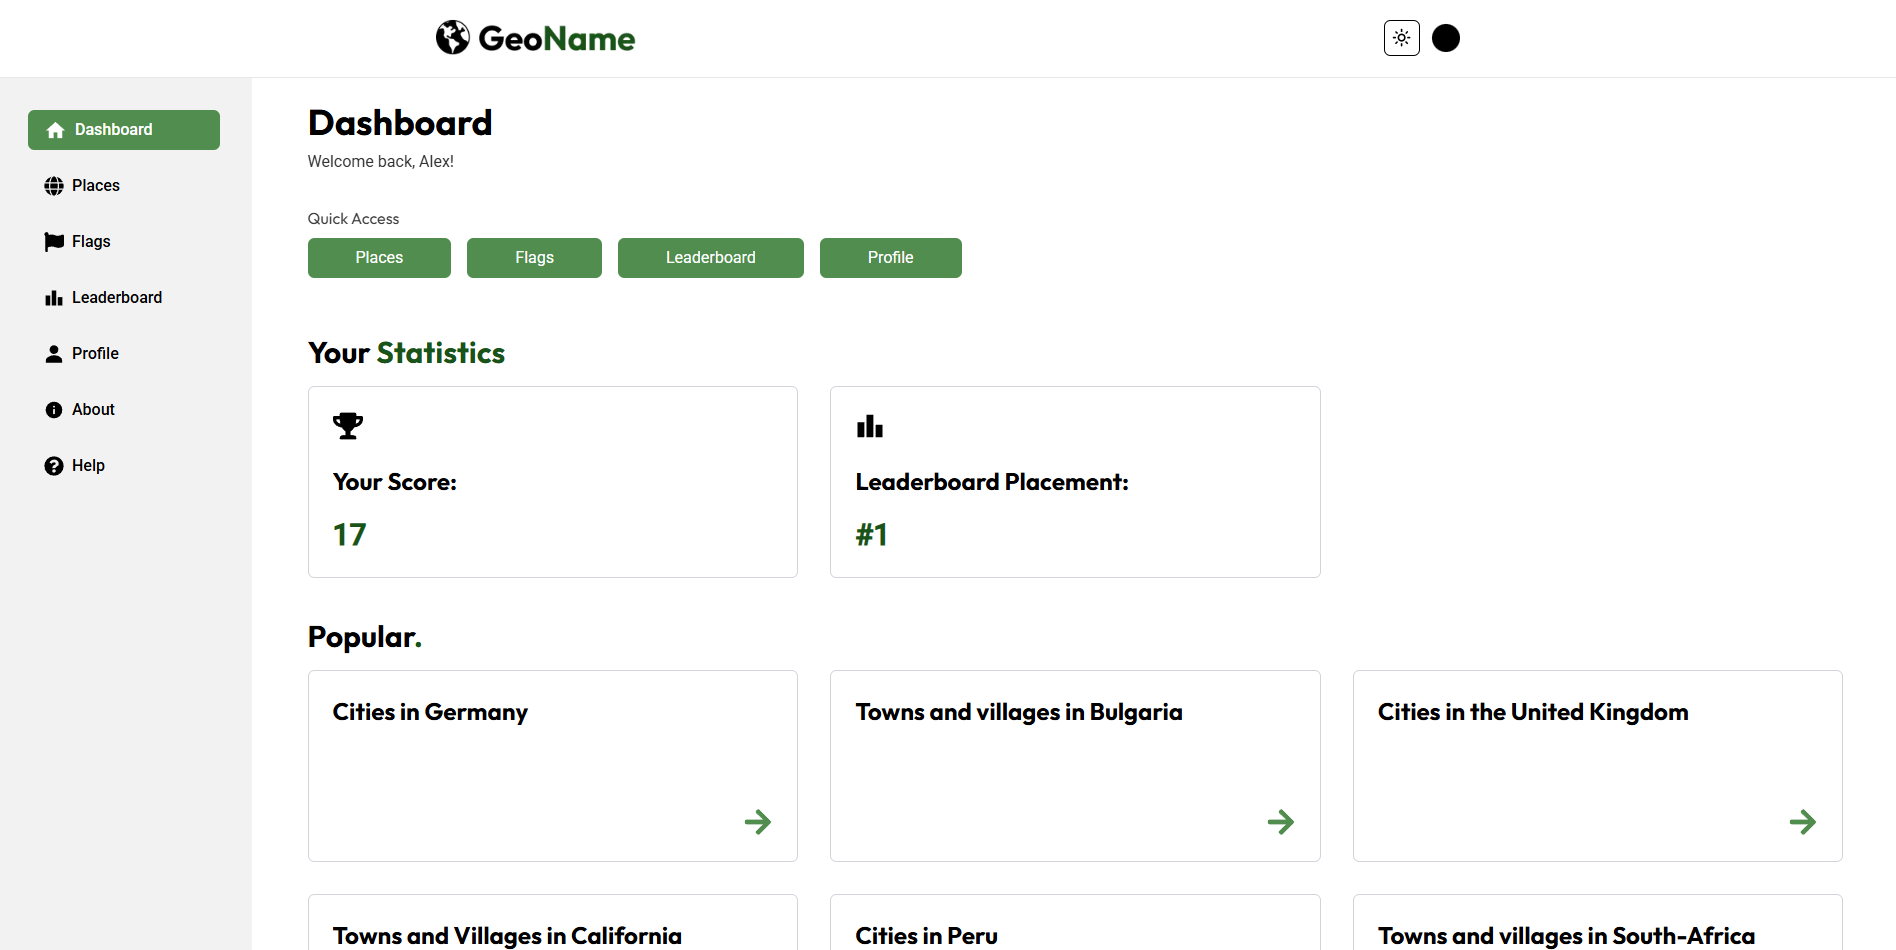 GeoName
Dashboard
Places
Flags
Leaderboard
Profile
About
Help
Dashboard
Welcome back, Alex!
Quick Access
Places
Flags
Leaderboard
Profile
Your Statistics
Your Score:
17
Leaderboard Placement:
#1
Popular.
Cities in Germany
Towns and villages in Bulgaria
Cities in the United Kingdom
Towns and Villages in California
Cities in Peru
Towns and villages in South-Africa